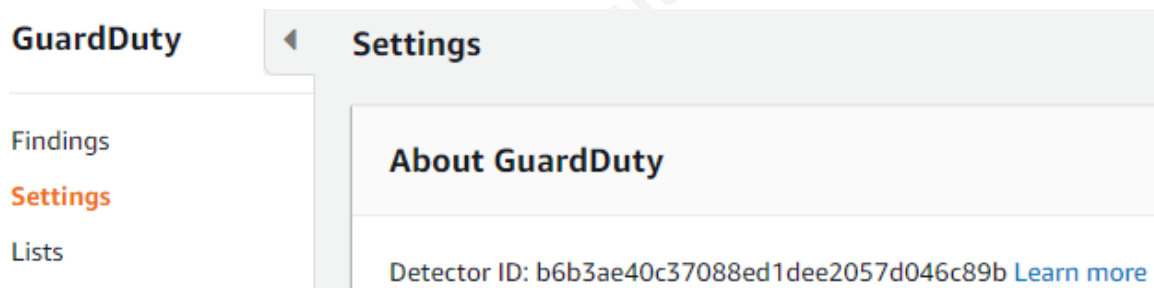 GuardDuty
Settings
Findings
Settings
Lists
About GuardDuty
Detector ID: b6b3ae40c37088ed1dee2057d046c89b Learn more